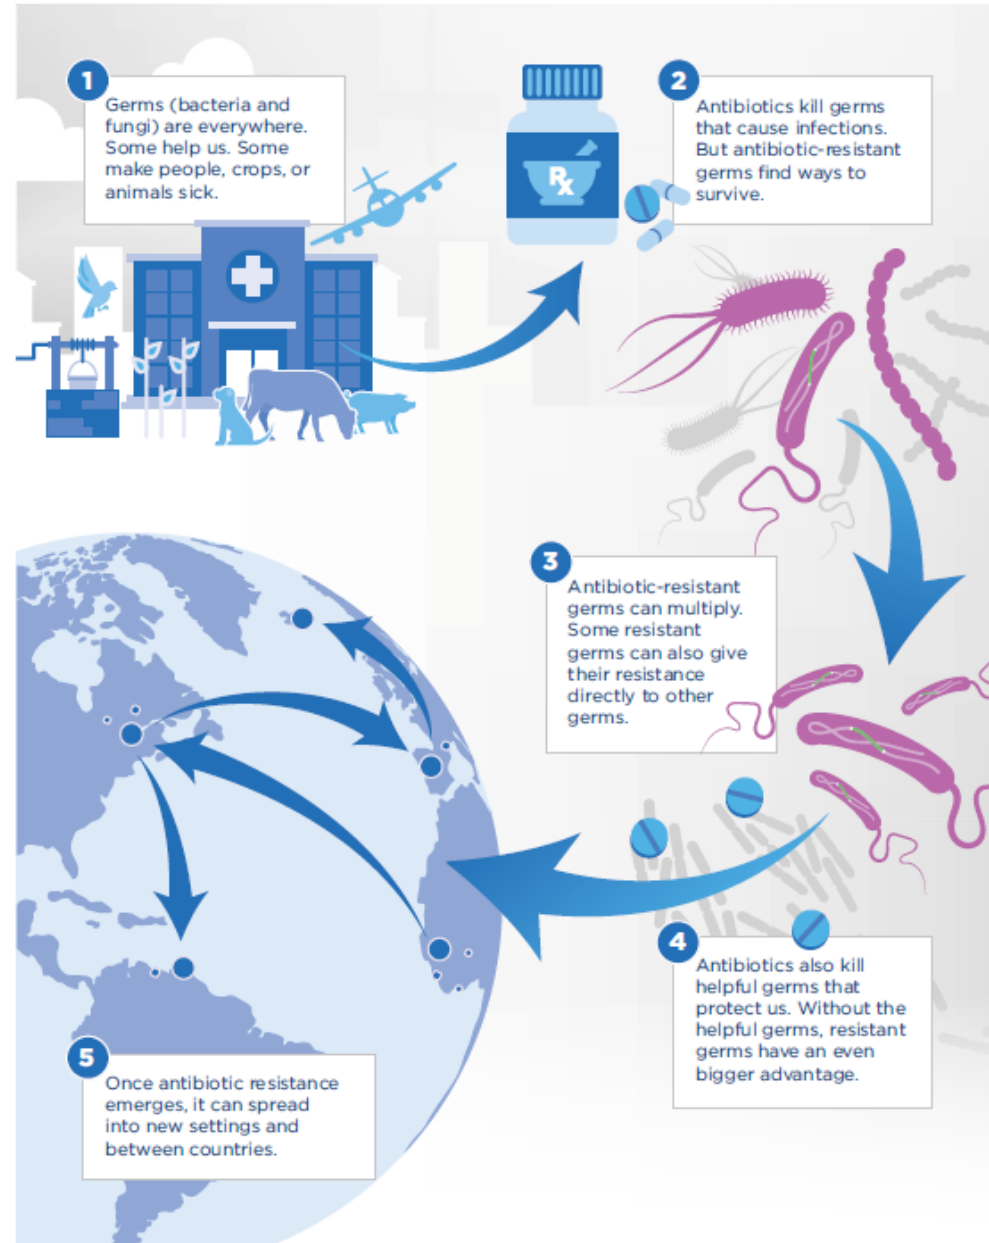 1
Germs (bacteria and
fungi) are everywhere.
Some help us. Some
make people, crops, or
animals sick.
Rx
2
Antibiotics kill germs
that cause infections.
But antibiotic-resistant
germs find ways to
survive.
3
Antibiotic-resistant
germs can multiply.
Some resistant
germs can also give
their resistance
directly to other
germs.
4
Antibiotics also kill
helpful germs that
protect us. Without the
helpful germs, resistant
germs have an even
bigger advantage.
5
Once antibiotic resistance
emerges, it can spread
into new settings and
between countries.